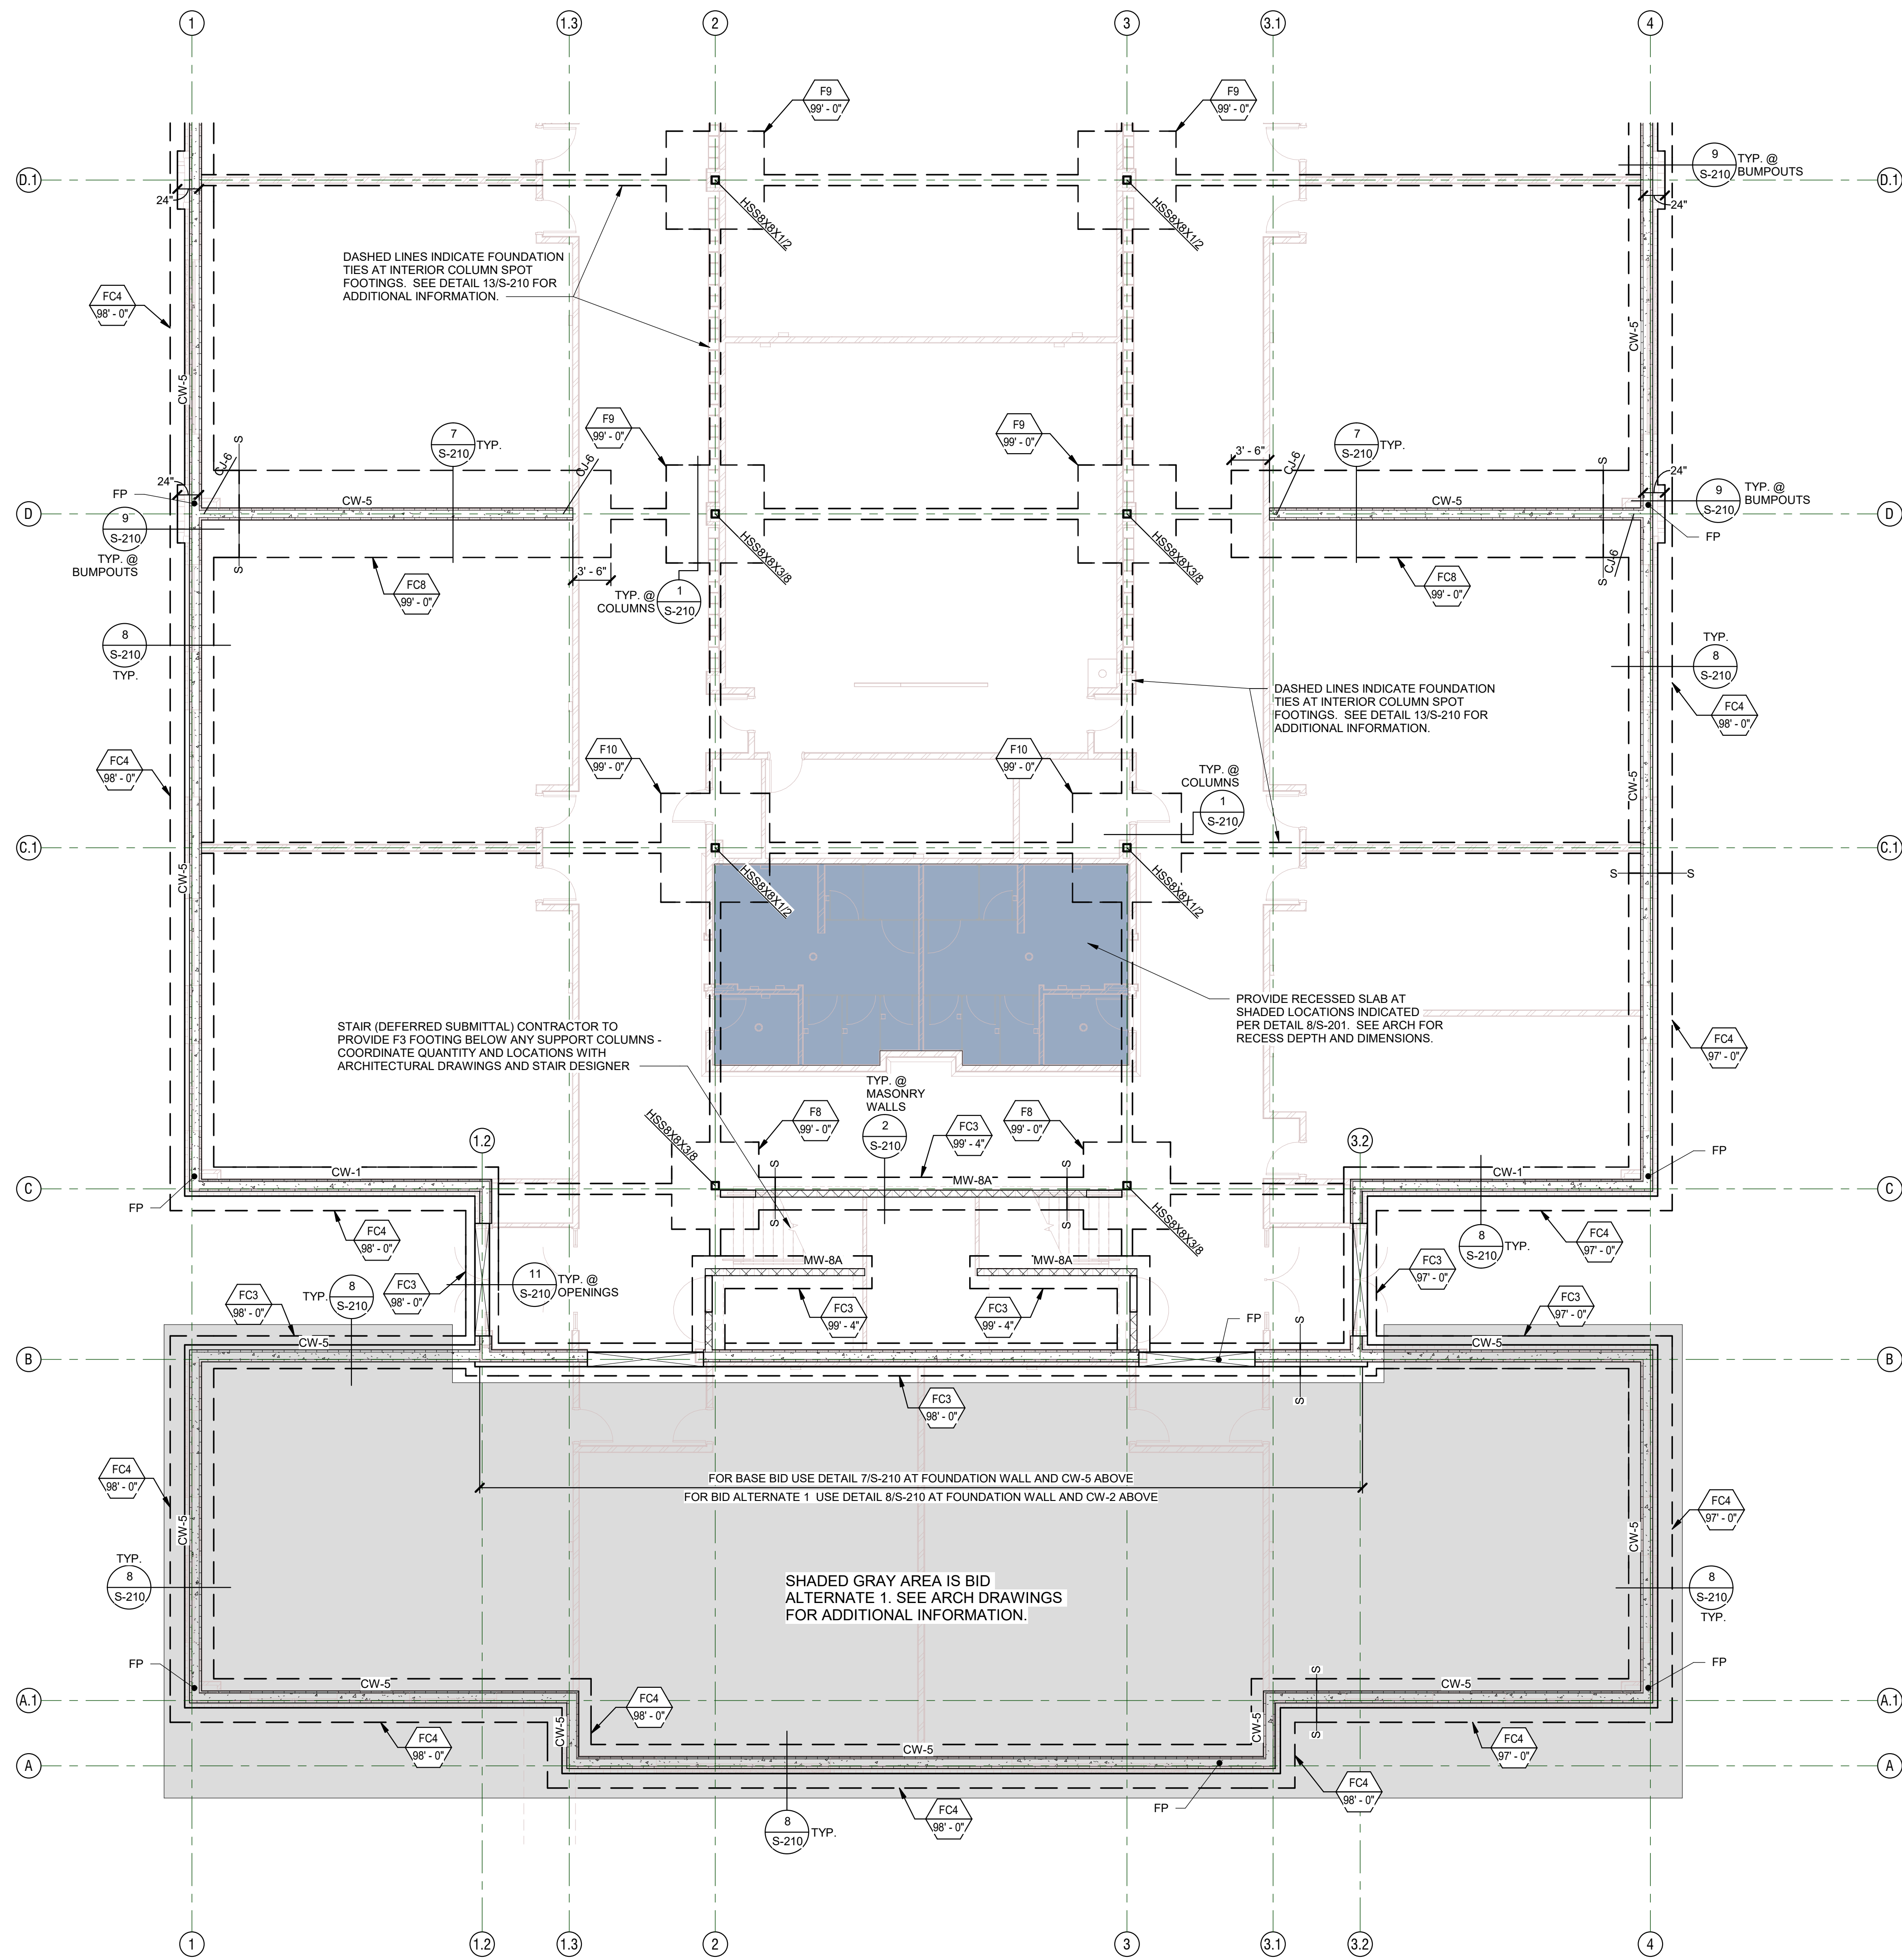 1
1.3
2
3
3.1
4
F9
99' - 0"
F9
99' - 0"
9
S-210
TYP. @
BUMPOUTS
D.1
D.1
24"
24"
HSS8X8X1/2
HSS8X8X1/2
DASHED LINES INDICATE FOUNDATION
TIES AT INTERIOR COLUMN SPOT
FOOTINGS. SEE DETAIL 13/S-210 FOR
ADDITIONAL INFORMATION.
FC4
98' - 0"
CW-5
CW-5
F9
99' - 0"
F9
99' - 0"
7
S-210
TYP.
7
S-210
TYP.
S
CJ-6
CJ-6
3' - 6"
CJ-6
S
24"
24"
FP
CW-5
CW-5
9
S-210
TYP. @
BUMPOUTS
D
D
9
S-210
TYP. @
BUMPOUTS
FP
HSS8X8X3/8
HSS8X8X3/8
S
CJ-6
S
3' - 6"
FC8
99' - 0"
FC8
99' - 0"
TYP. @
COLUMNS
1
S-210
8
S-210
TYP.
TYP.
8
S-210
DASHED LINES INDICATE FOUNDATION
TIES AT INTERIOR COLUMN SPOT
FOOTINGS. SEE DETAIL 13/S-210 FOR
ADDITIONAL INFORMATION.
FC4
98' - 0"
FC4
98' - 0"
F10
99' - 0"
F10
99' - 0"
TYP. @
COLUMNS
1
S-210
CW-5
C.1
C.1
CW-5
S
S
HSS8X8X1/2
HSS8X8X1/2
PROVIDE RECESSED SLAB AT
SHADED LOCATIONS INDICATED
PER DETAIL 8/S-201. SEE ARCH FOR
RECESS DEPTH AND DIMENSIONS.
STAIR (DEFERRED SUBMITTAL) CONTRACTOR TO
PROVIDE F3 FOOTING BELOW ANY SUPPORT COLUMNS -
COORDINATE QUANTITY AND LOCATIONS WITH
ARCHITECTURAL DRAWINGS AND STAIR DESIGNER
FC4
97' - 0"
TYP. @
MASONRY
WALLS
2
S-210
HSS8X8X3/8
F8
99' - 0"
FC3
99' - 4"
F8
99' - 0"
1.2
3.2
FP
CW-1
S
S
MW-8A
CW-1
C
C
FP
S
S
HSS8X8X3/8
FC4
98' - 0"
8
S-210
TYP.
FC4
97' - 0"
MW-8A
MW-8A
FC3
98' - 0"
11
S-210
TYP. @
OPENINGS
FC3
97' - 0"
FC3
98' - 0"
TYP.
8
S-210
FC3
99' - 4"
FC3
99' - 4"
FP
S
FC3
97' - 0"
CW-5
CW-5
B
B
S
FC3
98' - 0"
FC4
98' - 0"
FOR BASE BID USE DETAIL 7/S-210 AT FOUNDATION WALL AND CW-5 ABOVE
FOR BID ALTERNATE 1 USE DETAIL 8/S-210 AT FOUNDATION WALL AND CW-2 ABOVE
FC4
97' - 0"
CW-5
CW-5
TYP.
8
S-210
8
S-210
TYP.
SHADED GRAY AREA IS BID
ALTERNATE 1. SEE ARCH DRAWINGS
FOR ADDITIONAL INFORMATION.
FP
FP
CW-5
S
CW-5
A.1
A.1
FC4
98' - 0"
CW-5
CW-5
S
FC4
98' - 0"
CW-5
FC4
97' - 0"
A
A
FC4
98' - 0"
FC4
98' - 0"
FP
8
S-210
TYP.
1
1.2
1.3
2
3
3.1
3.2
4